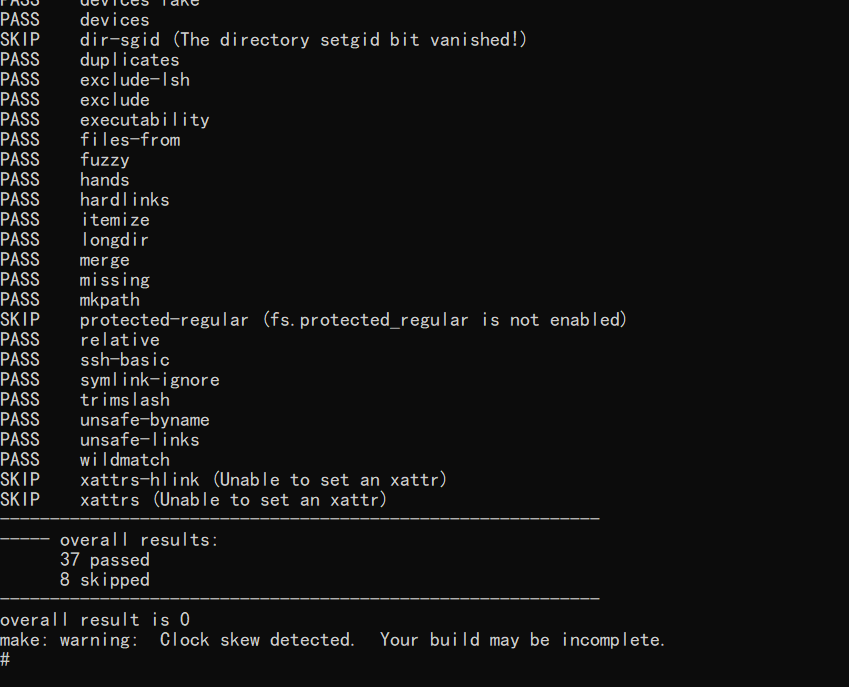 PASS    devices-fake
PASS    devices
SKIP    dir-sgid (The directory setgid bit vanished!)
PASS    duplicates
PASS    exclude-lsh
PASS    exclude
PASS    executability
PASS    files-from
PASS    fuzzy
PASS    hands
PASS    hardlinks
PASS    itemize
PASS    longdir
PASS    merge
PASS    missing
PASS    mkpath
SKIP    protected-regular (fs.protected_regular is not enabled)
PASS    relative
PASS    ssh-basic
PASS    symlink-ignore
PASS    trimslash
PASS    unsafe-byname
PASS    unsafe-links
PASS    wildmatch
SKIP    xattrs-hlink (Unable to set an xattr)
SKIP    xattrs (Unable to set an xattr)
------------------------------------------------------------
----- overall results:
      37 passed
      8 skipped
------------------------------------------------------------
overall result is 0
make: warning:  Clock skew detected.  Your build may be incomplete.
#